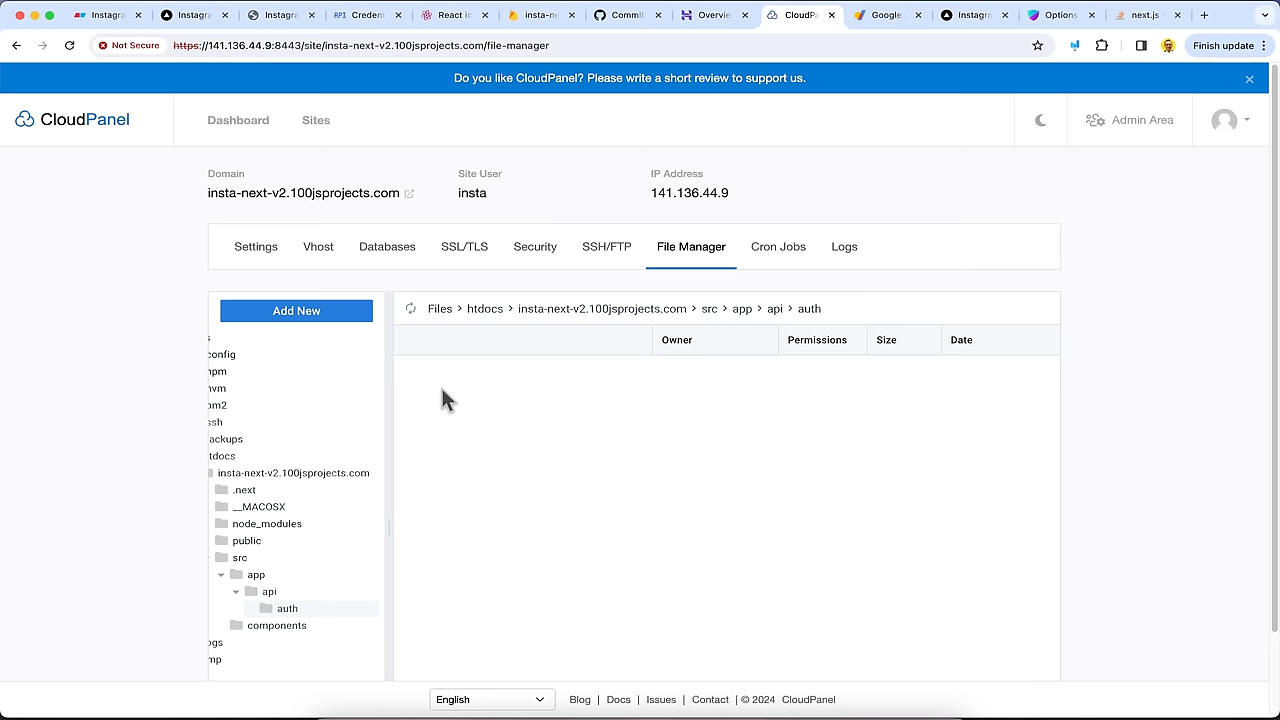 Instagra
Instagra
Instagra
RPI Creden
React ic
insta-ne
Commit
Overvie
CloudPa
Google
Instagra
Options
next.js -
Not Secure
https://141.136.44.9:8443/site/insta-next-v2.100jsprojects.com/file-manager
Finish update
Do you like CloudPanel? Please write a short review to support us.
CloudPanel
Dashboard
Sites
Admin Area
Domain
insta-next-v2.100jsprojects.com
Site User
insta
IP Address
141.136.44.9
Settings
Vhost
Databases
SSL/TLS
Security
SSH/FTP
File Manager
Cron Jobs
Logs
Add New
s
config
npm
nvm
pm2
ssh
ackups
tdocs
insta-next-v2.100jsprojects.com
.next
__MACOSX
node_modules
public
src
app
api
auth
components
ogs
mp
Files > htdocs > insta-next-v2.100jsprojects.com > src > app > api > auth
Owner
Permissions
Size
Date
English
Blog | Docs | Issues | Contact | © 2024 CloudPanel